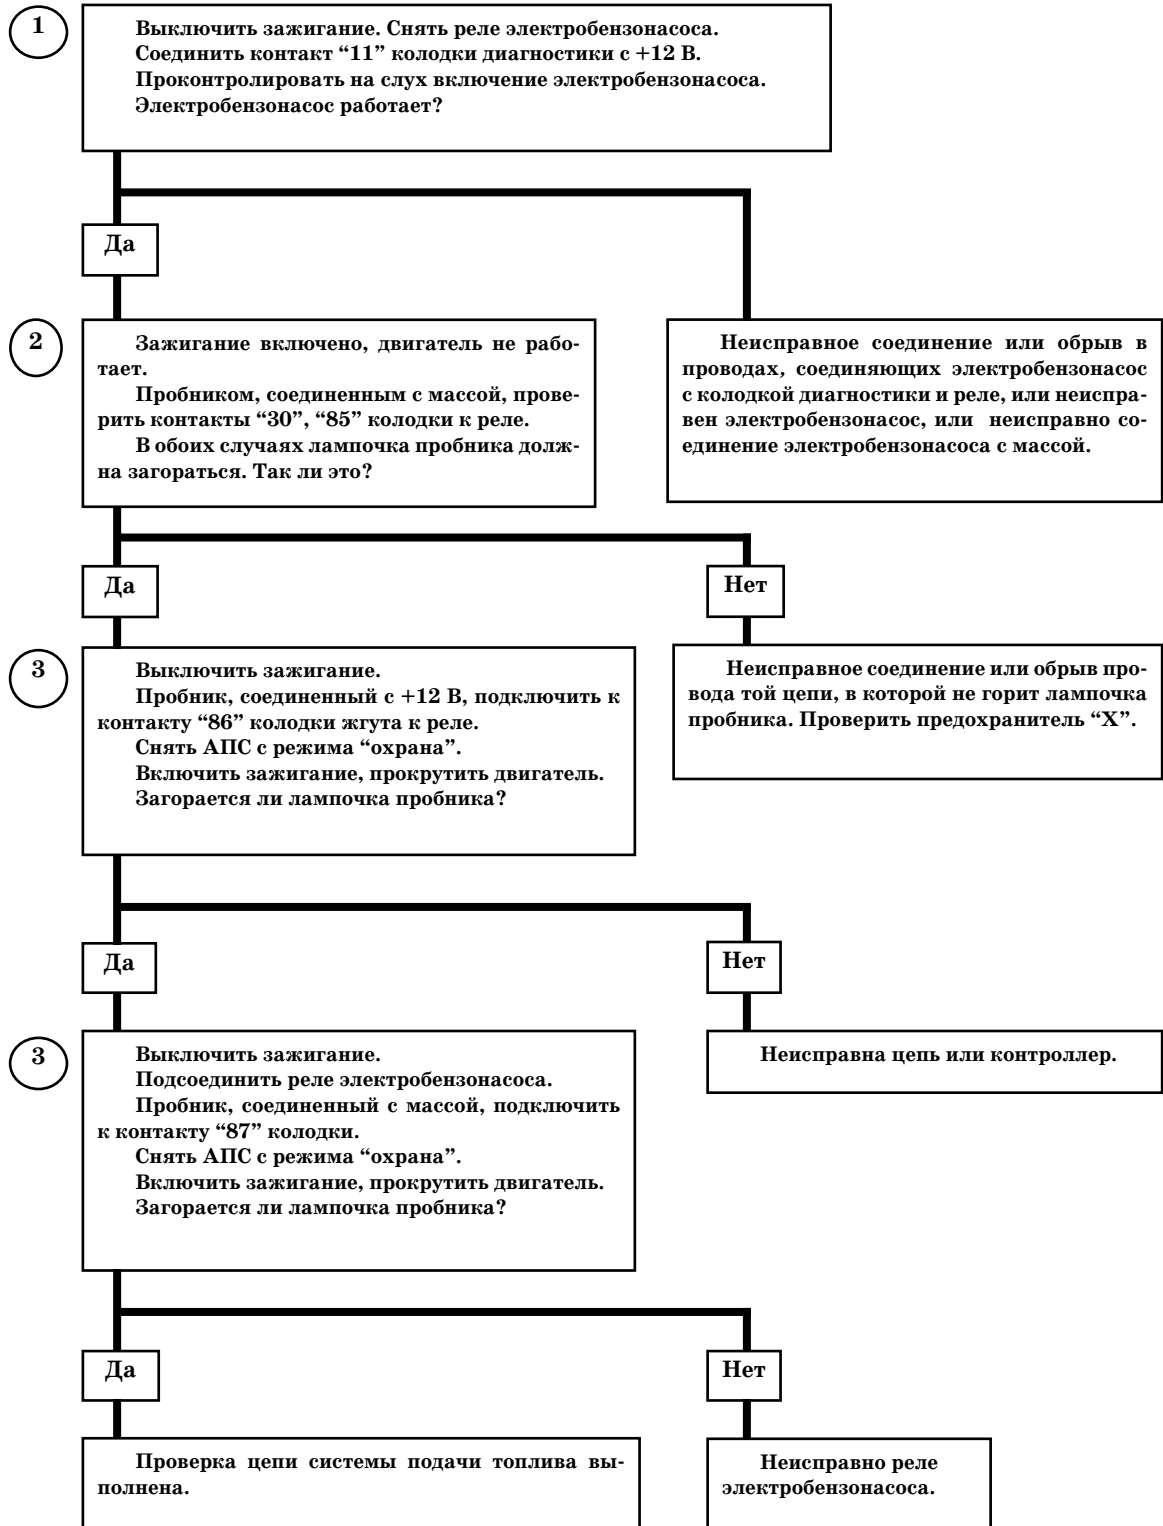 1
Выключить зажигание. Снять реле электробензонасоса.
Соединить контакт “11” колодки диагностики с +12 В.
Проконтролировать на слух включение электробензонасоса.
Электробензонасос работает?
Да
2
Зажигание включено, двигатель не рабо-
тает.
Пробником, соединенным с массой, прове-
рить контакты “30”, “85” колодки к реле.
В обоих случаях лампочка пробника долж-
на загораться. Так ли это?
Неисправное соединение или обрыв в
проводах, соединяющих электробензонасос
с колодкой диагностики и реле, или неиспра-
вен электробензонасос, или неисправно со-
единение электробензонасоса с массой.
Да
Нет
3
Выключить зажигание.
Пробник, соединенный с +12 В, подключить к
контакту “86” колодки жгута к реле.
Снять АПС с режима “охрана”.
Включить зажигание, прокрутить двигатель.
Загорается ли лампочка пробника?
Неисправное соединение или обрыв про-
вода той цепи, в которой не горит лампочка
пробника. Проверить предохранитель “Х”.
Да
Нет
3
Выключить зажигание.
Подсоединить реле электробензонасоса.
Пробник, соединенный с массой, подключить
к контакту “87” колодки.
Снять АПС с режима “охрана”.
Включить зажигание, прокрутить двигатель.
Загорается ли лампочка пробника?
Неисправна цепь или контроллер.
Да
Нет
Проверка цепи системы подачи топлива вы-
полнена.
Неисправно реле
электробензонасоса.